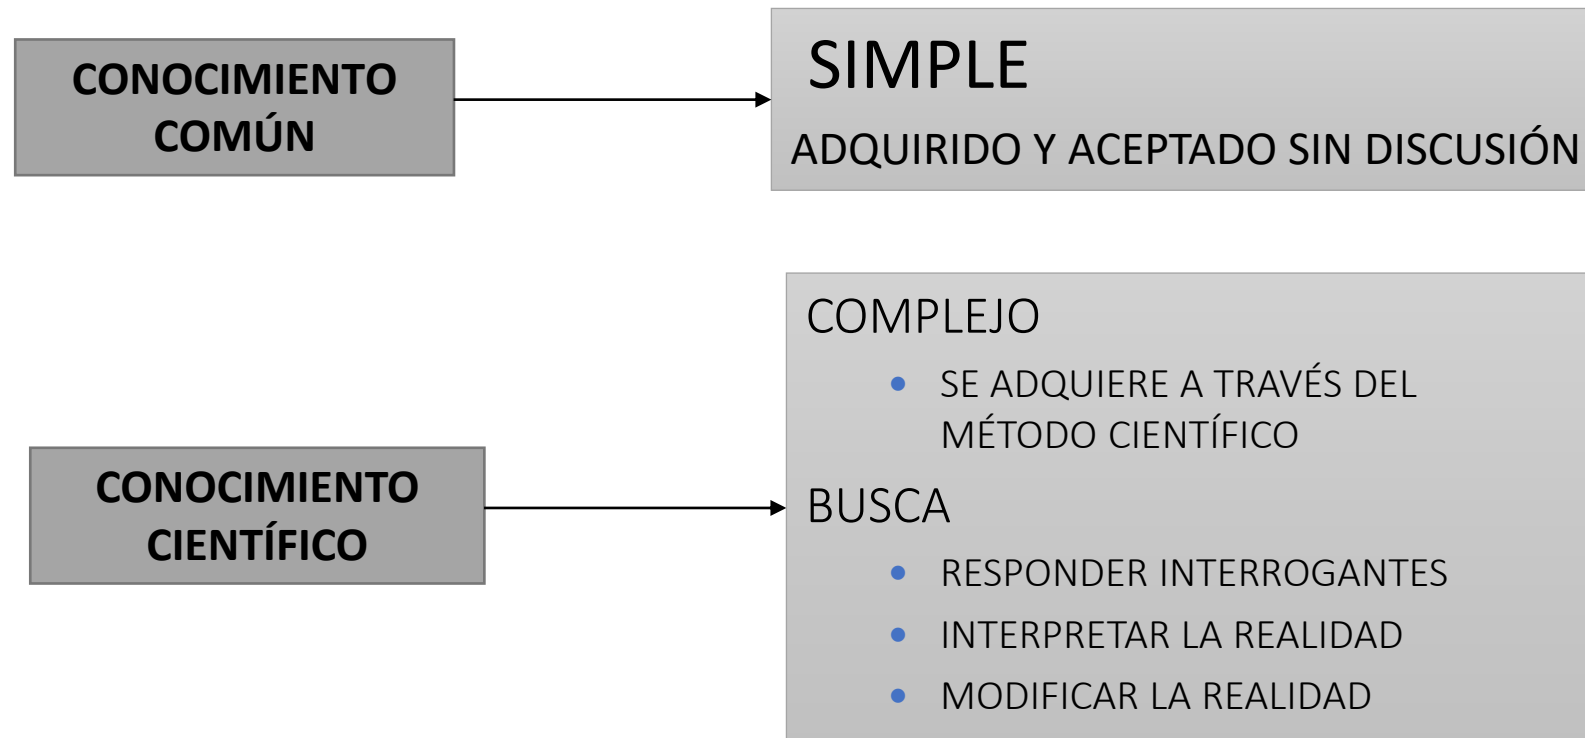 CONOCIMIENTO
COMÚN
SIMPLE
ADQUIRIDO Y ACEPTADO SIN DISCUSIÓN
CONOCIMIENTO
CIENTÍFICO
COMPLEJO
• SE ADQUIERE A TRAVÉS DEL
MÉTODO CIENTÍFICO
BUSCA
• RESPONDER INTERROGANTES
• INTERPRETAR LA REALIDAD
• MODIFICAR LA REALIDAD